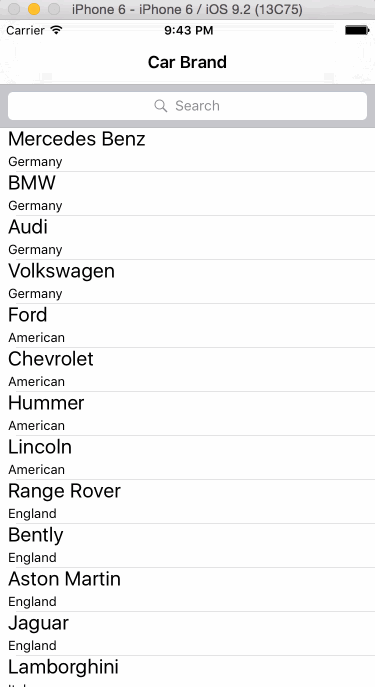 iPhone 6 - iPhone 6 / iOS 9.2 (13C75)
Carrier 9:43 PM
Car Brand
Search
Mercedes Benz
Germany
BMW
Germany
Audi
Germany
Volkswagen
Germany
Ford
American
Chevrolet
American
Hummer
American
Lincoln
American
Range Rover
England
Bently
England
Aston Martin
England
Jaguar
England
Lamborghini